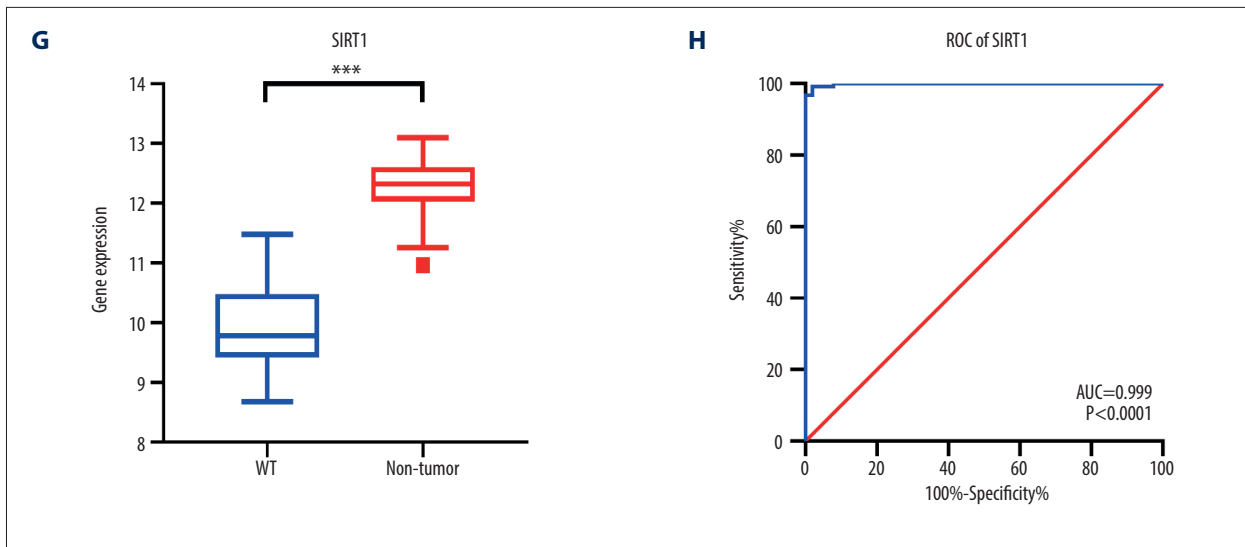 G
SIRT1
***
14
13
12
11
10
9
8
Gene expression
WT
Non-tumor
H
ROC of SIRT1
100
80
60
40
20
0
Sensitivity%
AUC=0.999
P<0.0001
0 20 40 60 80 100
100%-Specificity%